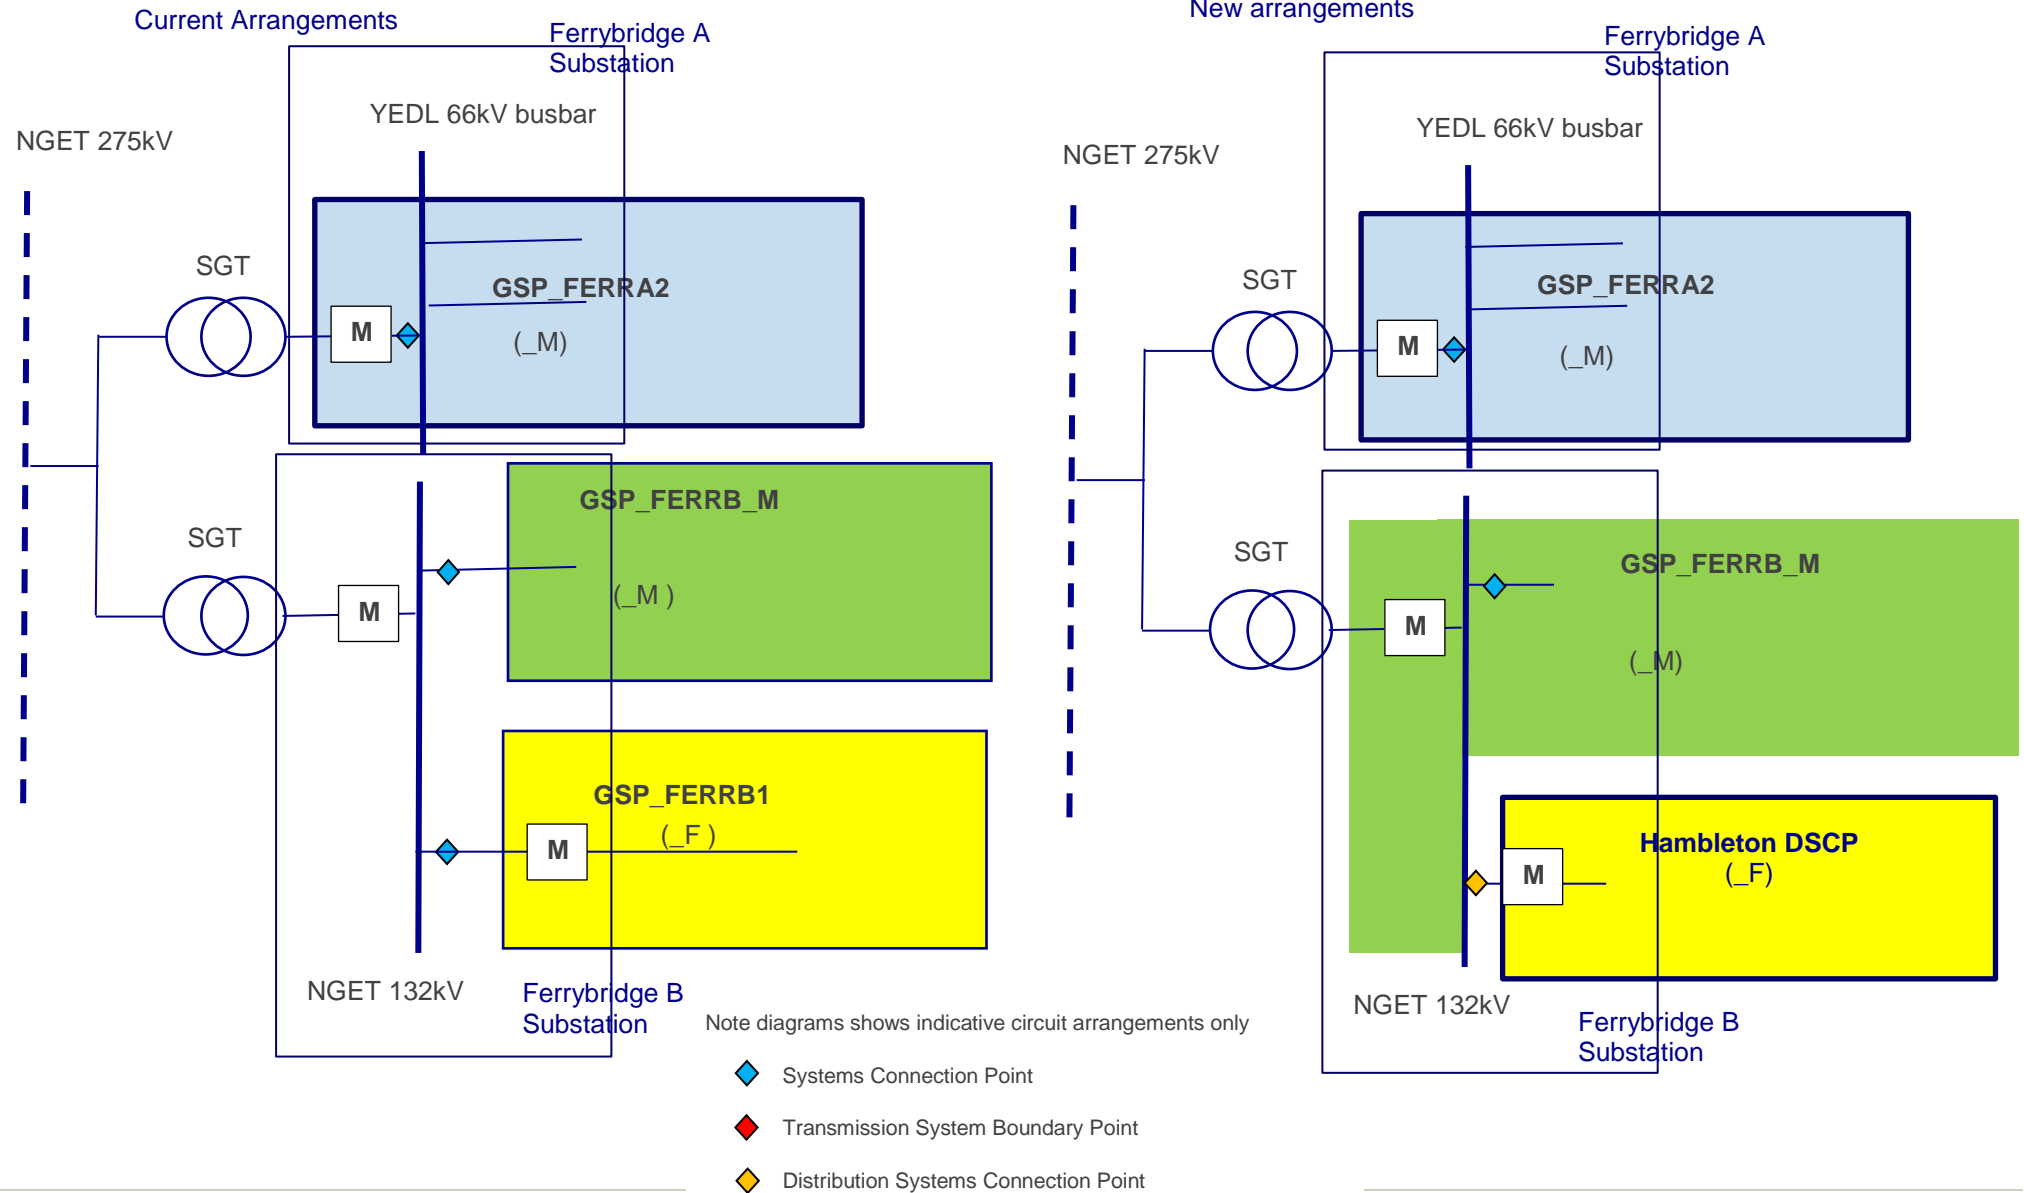 Current Arrangements
Ferrybridge A
Substation
YEDL 66kV busbar
NGET 275kV
SGT
GSP_FERRA2
M
(_M)
GSP_FERRB_M
SGT
(_M )
M
GSP_FERRB1
(_F )
M
NGET 132kV
Ferrybridge B
Substation
New arrangements
Ferrybridge A
Substation
YEDL 66kV busbar
NGET 275kV
SGT
GSP_FERRA2
M
(_M)
SGT
GSP_FERRB_M
M
(_M)
Hambleton DSCP
(_F)
M
NGET 132kV
Ferrybridge B
Substation
Note diagrams shows indicative circuit arrangements only
Systems Connection Point
Transmission System Boundary Point
Distribution Systems Connection Point